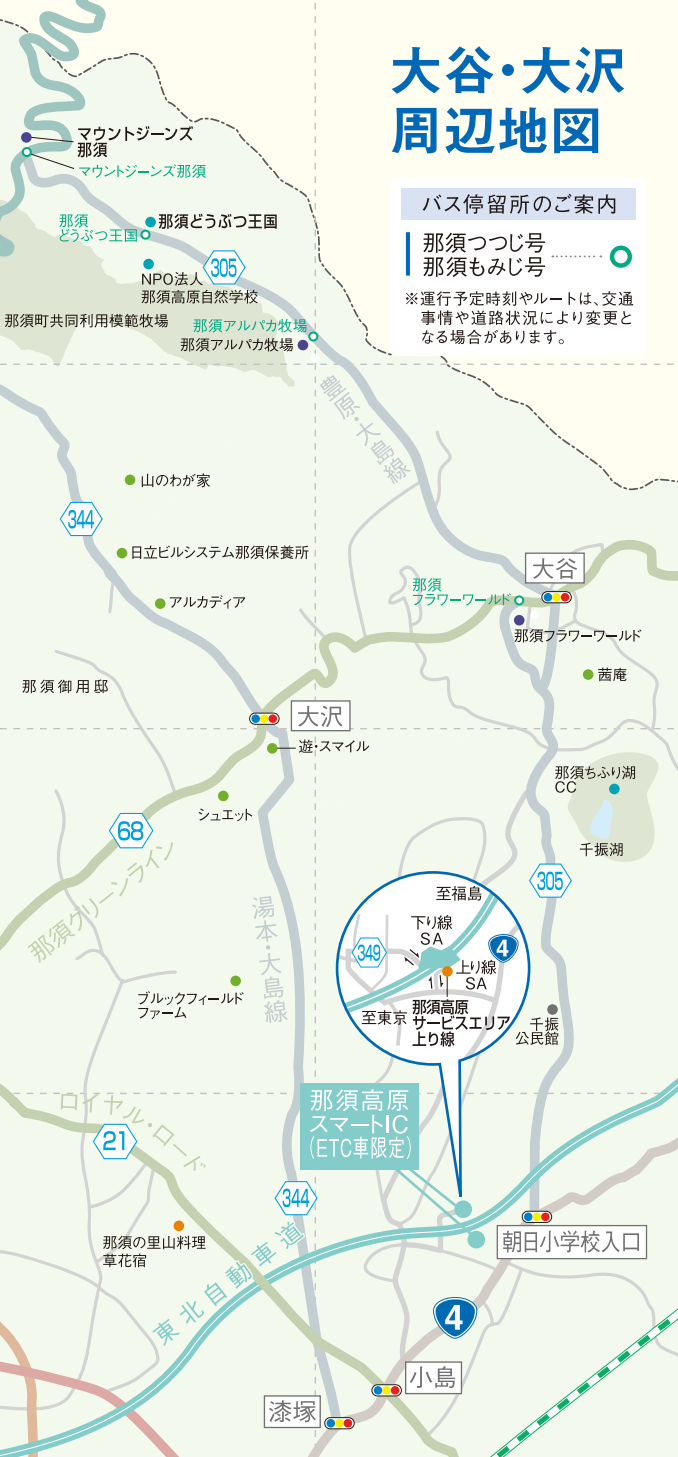 大谷・大沢
周辺地図
バス停留所のご案内
那須つつじ号
那須もみじ号
※運行予定時刻やルートは、交通
事情や道路状況により変更と
なる場合があります。
マウントジーンズ
那須
マウントジーンズ那須
那須
どうぶつ王国
那須どうぶつ王国
NPO法人
那須高原自然学校
305
那須町共同利用模範牧場
那須アルパカ牧場
那須アルパカ牧場
豊原・大島線
山のわが家
344
日立ビルシステム那須保養所
アルカディア
大谷
那須
フラワーワールド
那須フラワーワールド
茜庵
那須御用邸
大沢
遊・スマイル
シュエット
那須ちふり湖
CC
千振湖
68
那須グリーンライン
305
湯本・大島線
至福島
下り線
SA
349
4
上り線
SA
至東京
那須高原
サービスエリア
上り線
ブルックフィールド
ファーム
千振
公民館
那須高原
スマートIC
(ETC車限定)
ロイヤル・ロード
21
344
那須の里山料理
草花宿
東北自動車道
朝日小学校入口
4
小島
漆塚